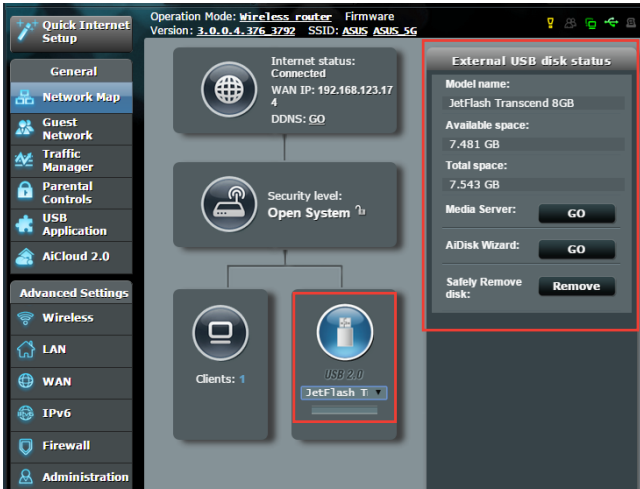 Quick Internet
Setup
Operation Mode: Wireless router Firmware
Version: 3.0.0.4.376_3792 SSID: ASUS ASUS_5G
General
Network Map
Guest
Network
Traffic
Manager
Parental
Controls
USB
Application
AiCloud 2.0
Advanced Settings
Wireless
LAN
WAN
IPv6
Firewall
Administration
Internet status:
Connected
WAN IP: 192.168.123.17
4
DDNS: GO
Security level:
Open System
Clients: 1
USB 2.0
JetFlash T
External USB disk status
Model name:
JetFlash Transcend 8GB
Available space:
7.481 GB
Total space:
7.543 GB
Media Server: GO
AiDisk Wizard: GO
Safely Remove
disk: Remove